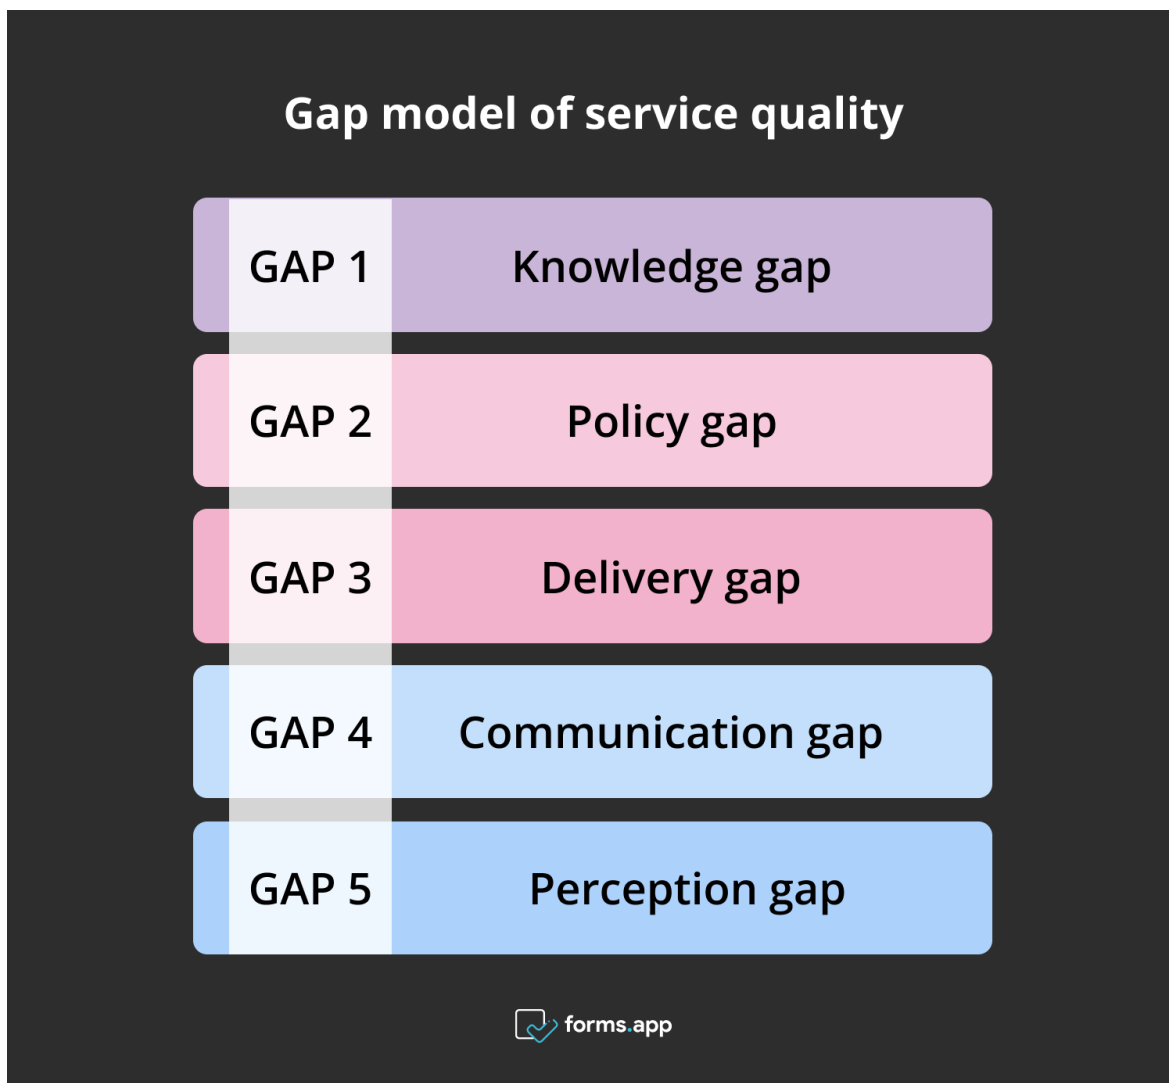 Gap model of service quality
GAP 1 Knowledge gap
GAP 2 Policy gap
GAP 3 Delivery gap
GAP 4 Communication gap
GAP 5 Perception gap
forms.app